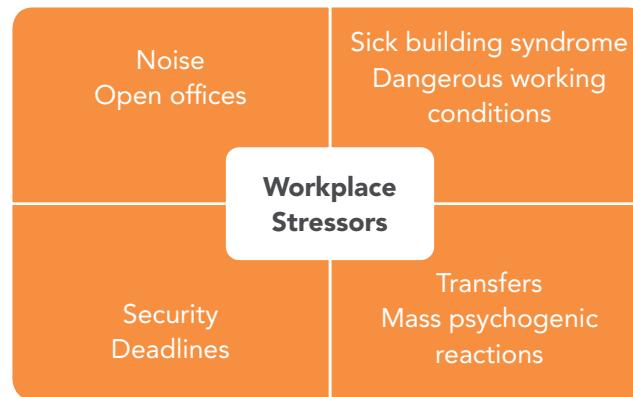 Noise
Open offices
Sick building syndrome
Dangerous working
conditions
Workplace
Stressors
Security
Deadlines
Transfers
Mass psychogenic
reactions